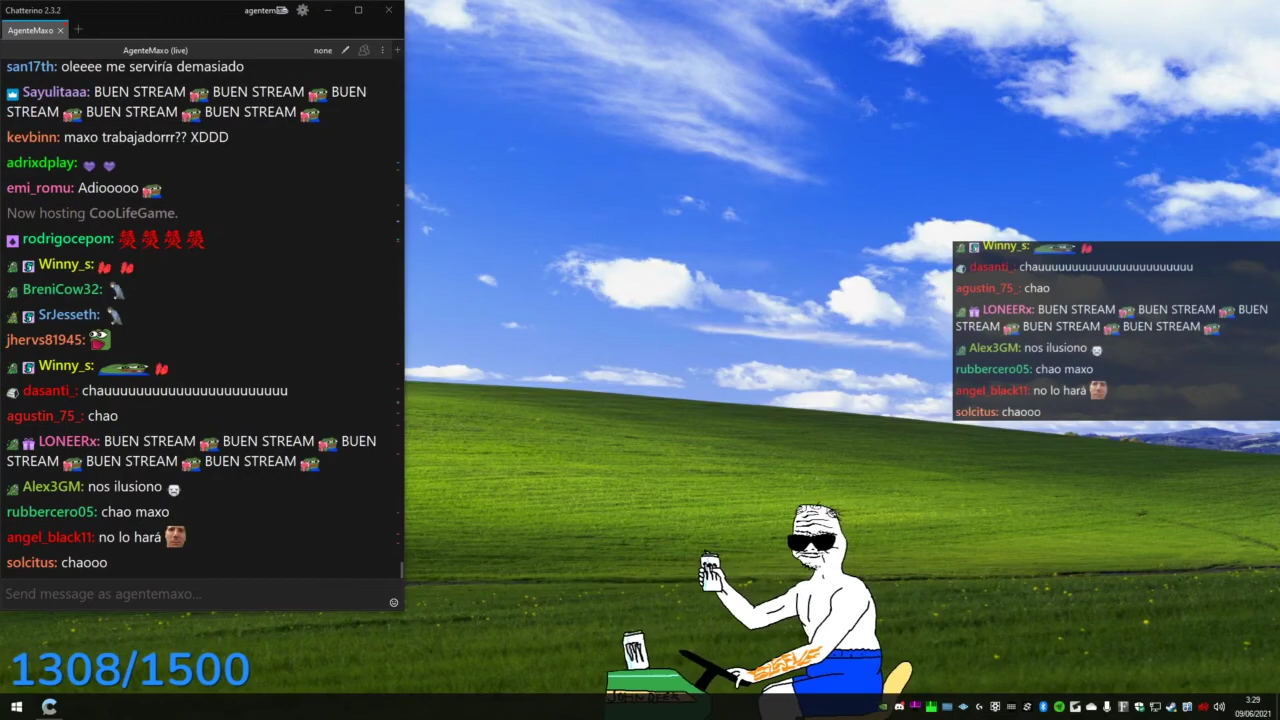 Chatterino 2.3.2
agentem
AgenteMaxo
AgenteMaxo (live)
none
san17th: oleeee me serviría demasiado
Sayulitaaa: BUEN STREAM BUEN STREAM BUEN
STREAM BUEN STREAM BUEN STREAM
kevbinn: maxo trabajadorrr?? XDDD
adrixdplay:
emi_romu: Adiooooo
Now hosting CooLifeGame.
rodrigocepon:
Winny_s:
BreniCow32:
SrJesseth:
jhervs81945:
Winny_s:
dasanti_: chauuuuuuuuuuuuuuuuuuuuuuu
agustin_75_: chao
LONEERx: BUEN STREAM BUEN STREAM BUEN
STREAM BUEN STREAM BUEN STREAM
Alex3GM: nos ilusiono
rubbercero05: chao maxo
angel_black11: no lo hará
solcitus: chaooo
Send message as agentemaxo...
1308/1500
Winny_s:
dasanti_: chauuuuuuuuuuuuuuuuuuuuuuu
agustin_75_: chao
LONEERx: BUEN STREAM BUEN STREAM BUEN
STREAM BUEN STREAM BUEN STREAM
Alex3GM: nos ilusiono
rubbercero05: chao maxo
angel_black11: no lo hará
solcitus: chaooo
3:29
09/06/2021